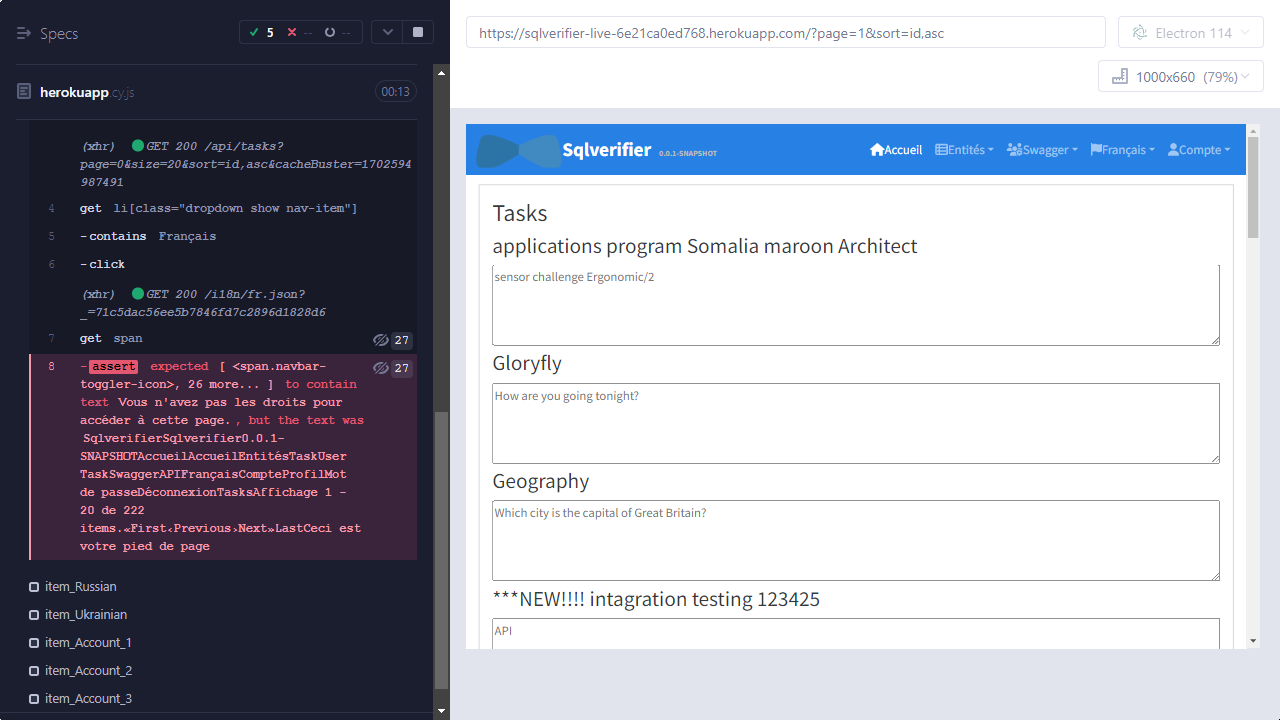 Specs
5
--
--
herokuapp.cy.js
00:13
(xhr) GET 200 /api/tasks?
page=0&size=20&sort=id,asc&cacheBuster=1702594
987491
4 get li[class="dropdown show nav-item"]
5 -contains Français
6 -click
(xhr) GET 200 /i18n/fr.json?
_=71c5dac56ee5b7846fd7c2896d1828d6
7 get span 27
8 -assert expected [ <span.navbar- 27
toggler-icon>, 26 more... ] to contain
text Vous n'avez pas les droits pour
accéder à cette page. , but the text was
SqlverifierSqlverifier0.0.1-
SNAPSHOTAccueilAccueilEntitésTaskUser
TaskSwaggerAPIFrançaisCompteProfilMot
de passeDéconnexionTasksAffichage 1 -
20 de 222
items.«First‹Previous›Next»LastCeci est
votre pied de page
item_Russian
item_Ukrainian
item_Account_1
item_Account_2
item_Account_3
https://sqlverifier-live-6e21ca0ed768.herokuapp.com/?page=1&sort=id,asc
Electron 114
1000x660 (79%)
Sqlverifier 0.0.1-SNAPSHOT
Accueil Entités Swagger Français Compte
Tasks
applications program Somalia maroon Architect
sensor challenge Ergonomic/2
Gloryfly
How are you going tonight?
Geography
Which city is the capital of Great Britain?
***NEW!!!! intagration testing 123425
API